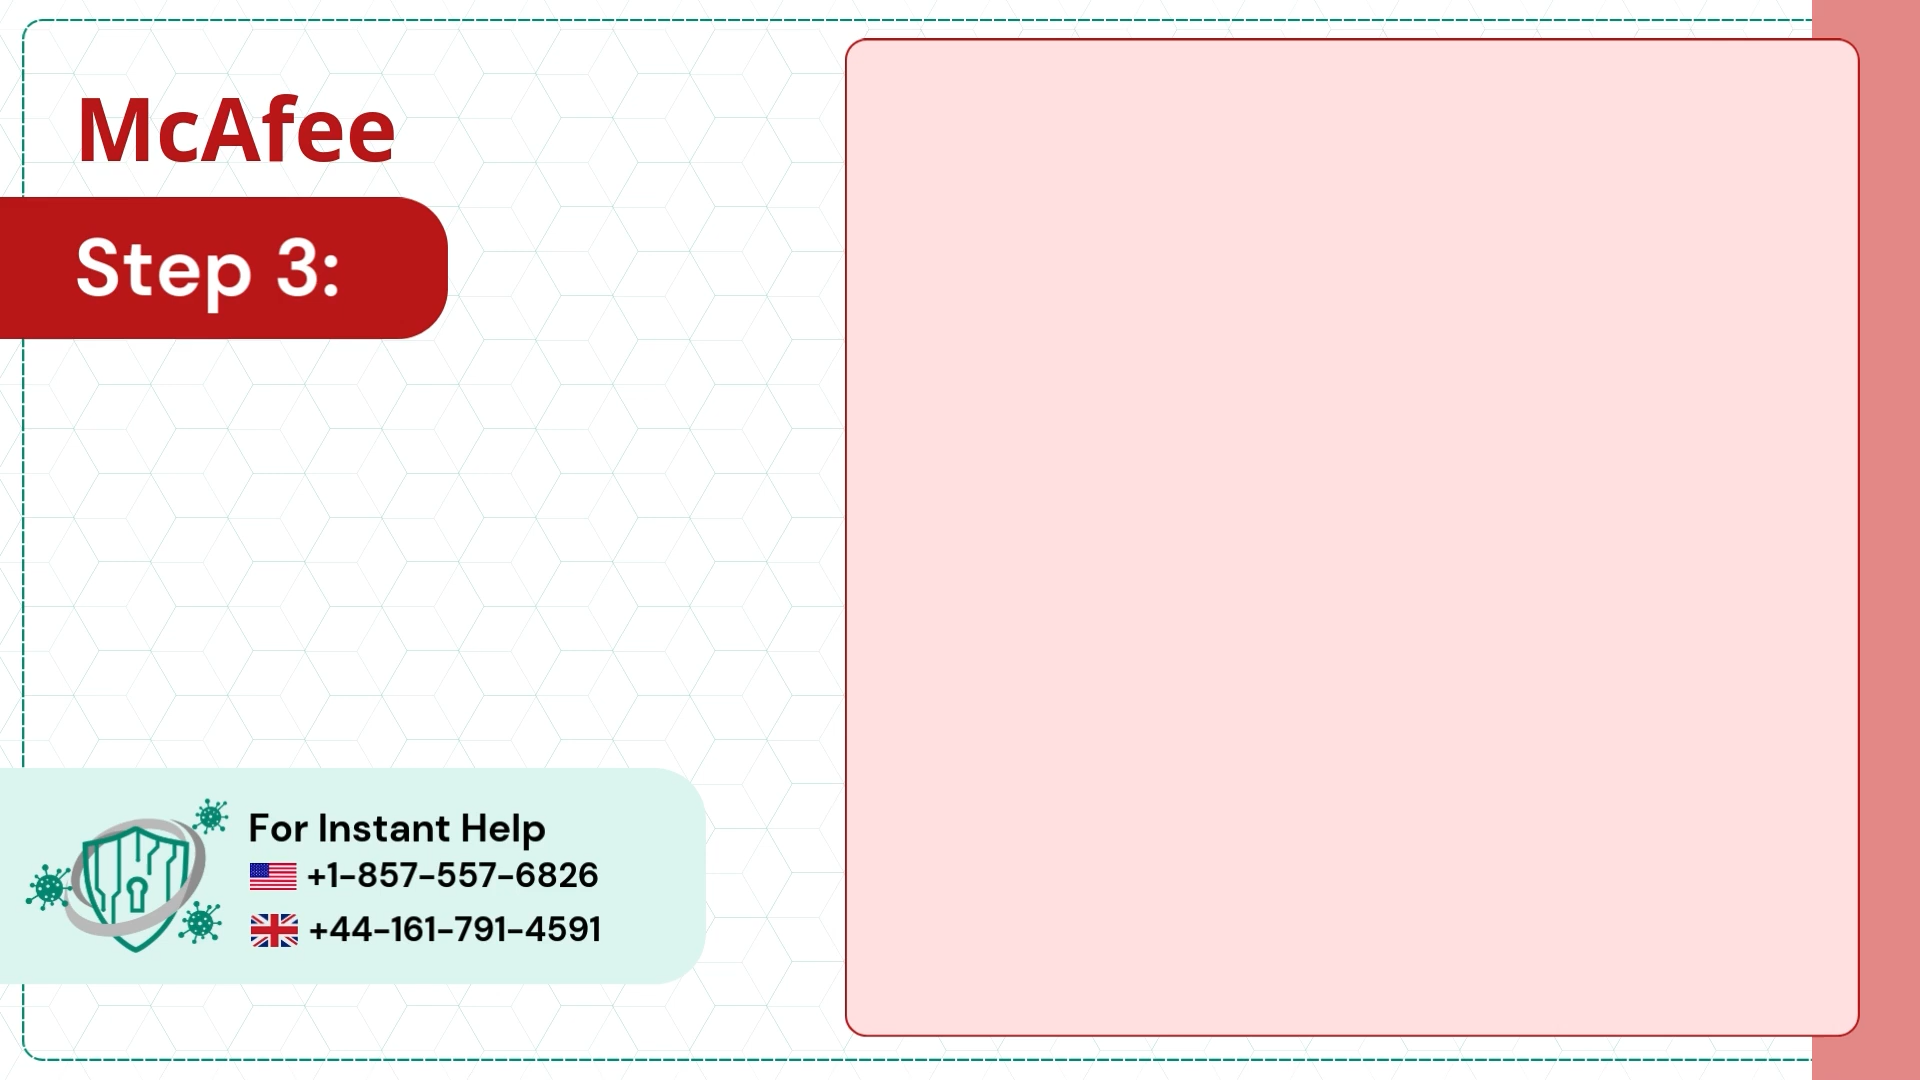 McAfee
Step 3:
For Instant Help
+1-857-557-6826
+44-161-791-4591